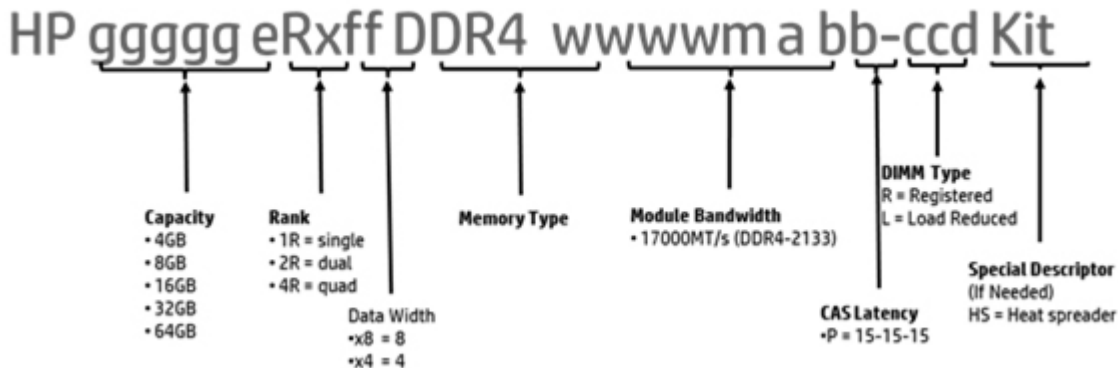 HP ggggg eRxff DDR4 wwwwm a bb-ccd Kit
Capacity
• 4GB
• 8GB
• 16GB
• 32GB
• 64GB
Rank
• 1R = single
• 2R = dual
• 4R = quad
Data Width
•x8 = 8
•x4 = 4
Memory Type
Module Bandwidth
• 17000MT/s (DDR4-2133)
CAS Latency
•P = 15-15-15
DIMM Type
R = Registered
L = Load Reduced
Special Descriptor
(If Needed)
HS = Heat spreader